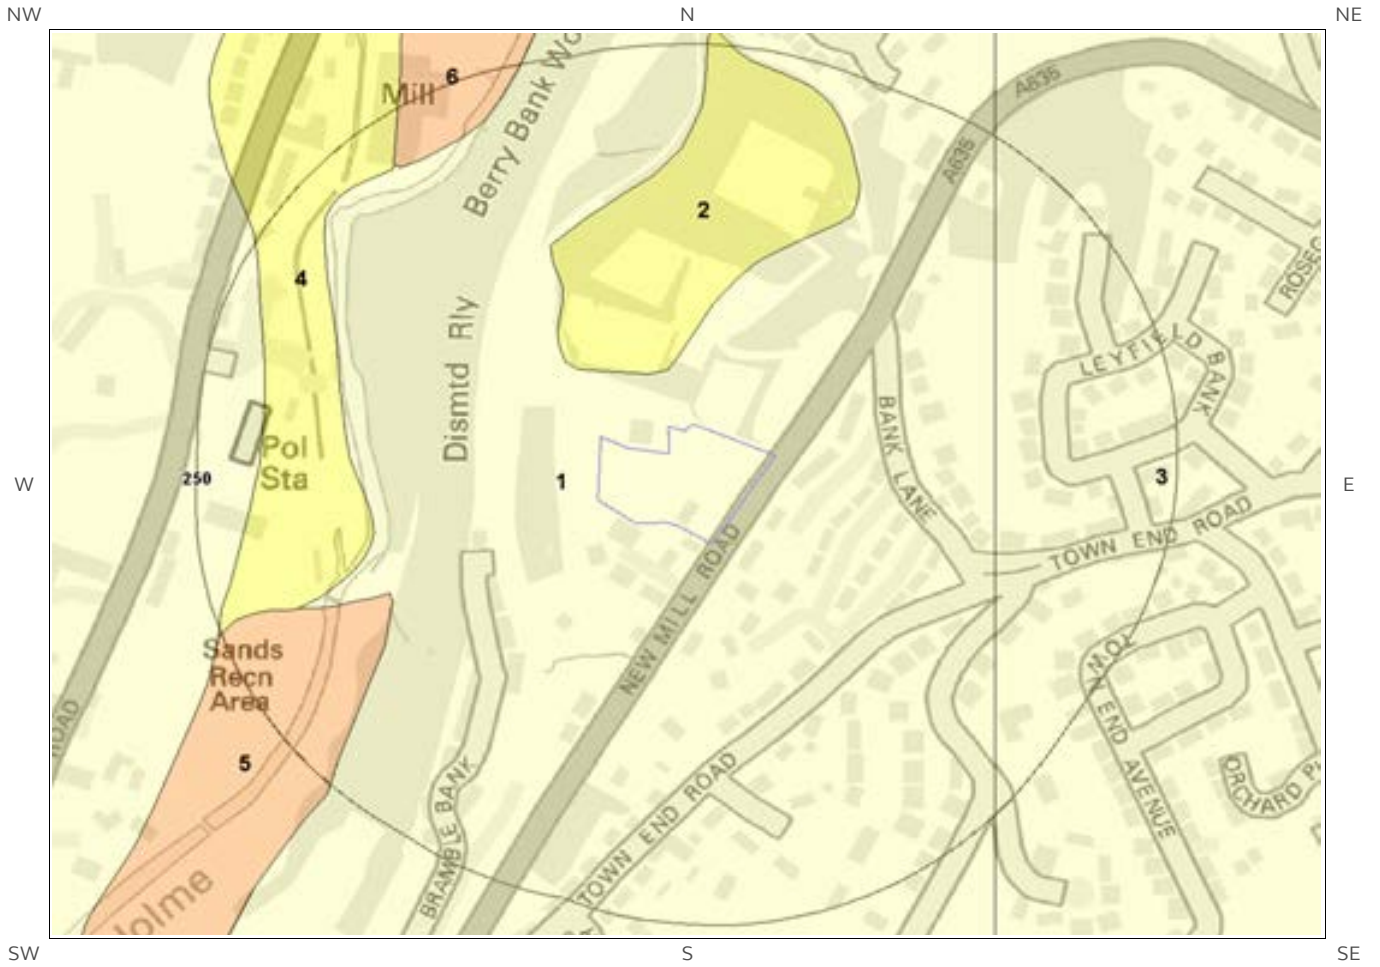 NW
N
NE
6
Mill
Berry Bank Wo
A635
A635
2
4
ROSEC
LEYFIELD BANK
Dismtd Rly
BANK LANE
Pol
Sta
250
1
3
W
E
TOWN END ROAD
NEW MILL ROAD
Sands
Recn
Area
TOWN END AVENUE
ROAD
5
BRAMBLE BANK
TOWN END ROAD
ORCHARD P
Holme
SW
S
SE